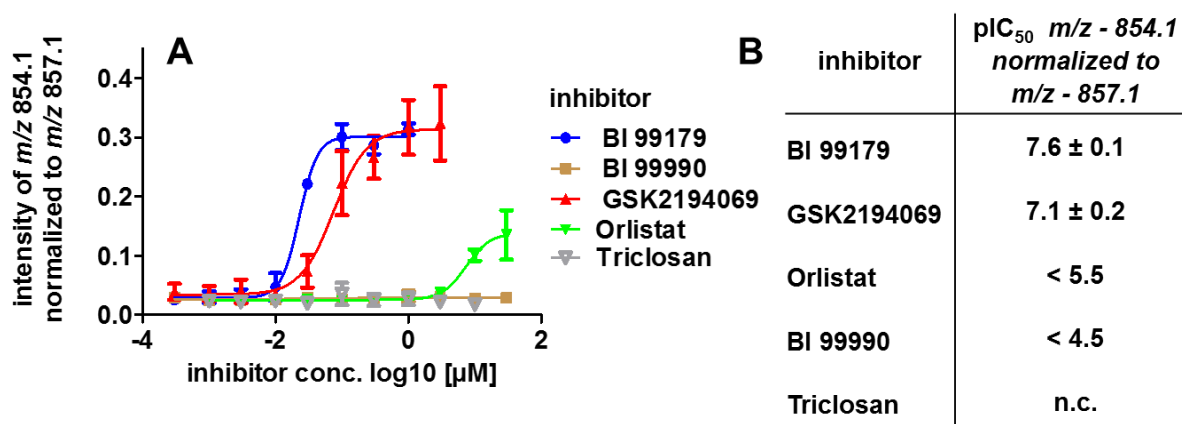 A
intensity of m/z 854.1
normalized to m/z 857.1
0.4
0.3
0.2
0.1
0.0
-4
-2
0
2
inhibitor conc. log10 [µM]
inhibitor
BI 99179
BI 99990
GSK2194069
Orlistat
Triclosan
B
inhibitor
pIC50 m/z - 854.1
normalized to
m/z - 857.1
BI 99179
7.6 ± 0.1
GSK2194069
7.1 ± 0.2
Orlistat
< 5.5
BI 99990
< 4.5
Triclosan
n.c.